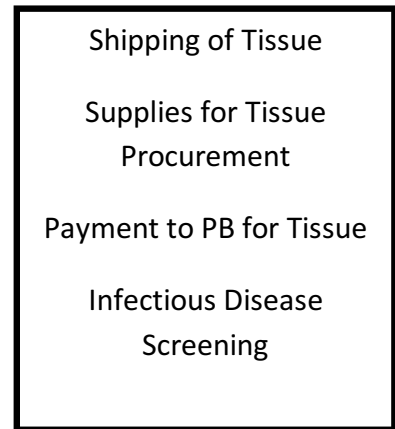 Shipping of Tissue
Supplies for Tissue
Procurement
Payment to PB for Tissue
Infectious Disease
Screening